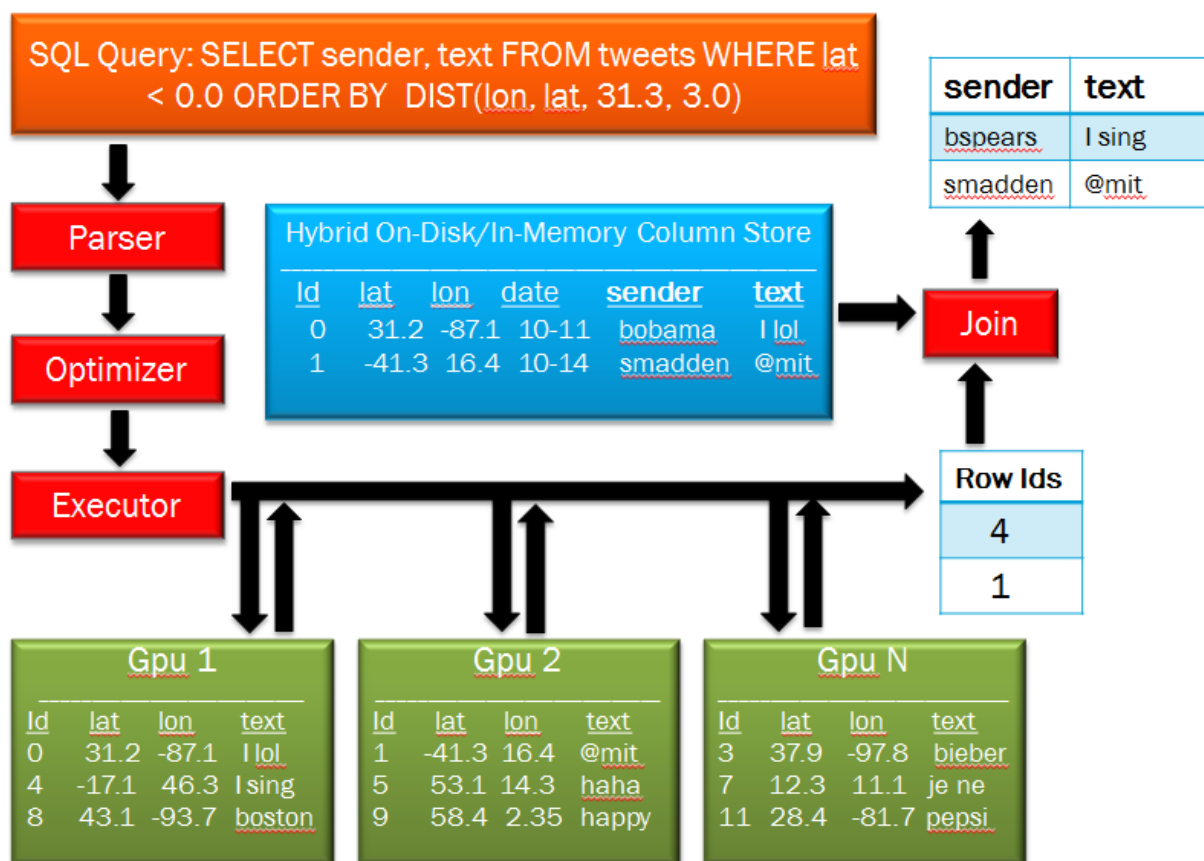 SQL Query: SELECT sender, text FROM tweets WHERE lat
< 0.0 ORDER BY DIST(lon, lat, 31.3, 3.0)
sender text
bspears I sing
smadden @mit
Parser
Hybrid On-Disk/In-Memory Column Store
Id lat lon date sender text
0 31.2 -87.1 10-11 bobama I lol
1 -41.3 16.4 10-14 smadden @mit
Join
Optimizer
Executor
Row Ids
4
1
Gpu 1
Id lat lon text
0 31.2 -87.1 I lol
4 -17.1 46.3 I sing
8 43.1 -93.7 boston
Gpu 2
Id lat lon text
1 -41.3 16.4 @mit
5 53.1 14.3 haha
9 58.4 2.35 happy
Gpu N
Id lat lon text
3 37.9 -97.8 bieber
7 12.3 11.1 je ne
11 28.4 -81.7 pepsi